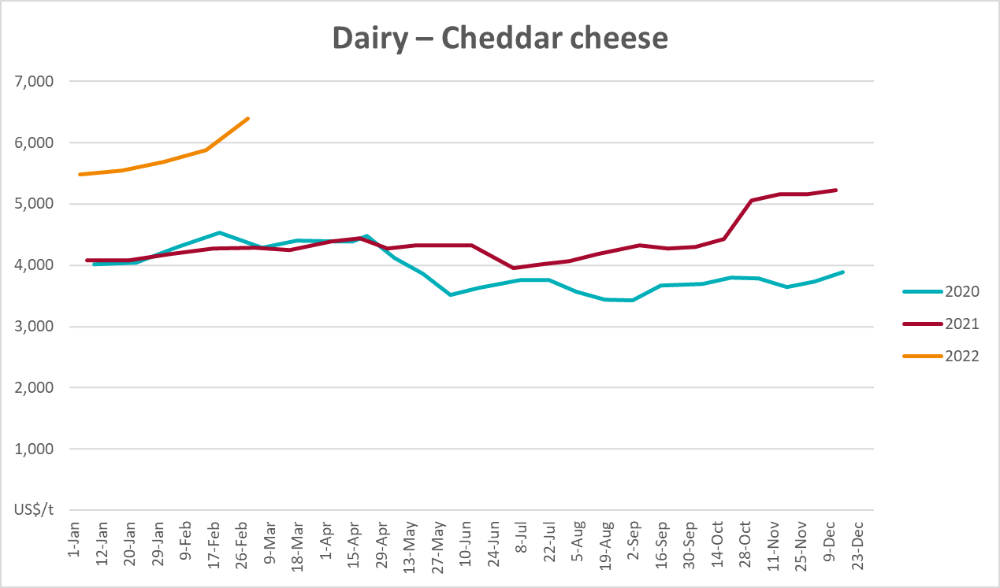 Dairy – Cheddar cheese
7,000
6,000
5,000
4,000
3,000
2,000
1,000
US$/t
1-Jan
12-Jan
20-Jan
29-Jan
9-Feb
17-Feb
26-Feb
9-Mar
18-Mar
1-Apr
15-Apr
29-Apr
13-May
27-May
10-Jun
24-Jun
8-Jul
22-Jul
5-Aug
19-Aug
2-Sep
16-Sep
30-Sep
14-Oct
28-Oct
11-Nov
25-Nov
9-Dec
23-Dec
2020
2021
2022